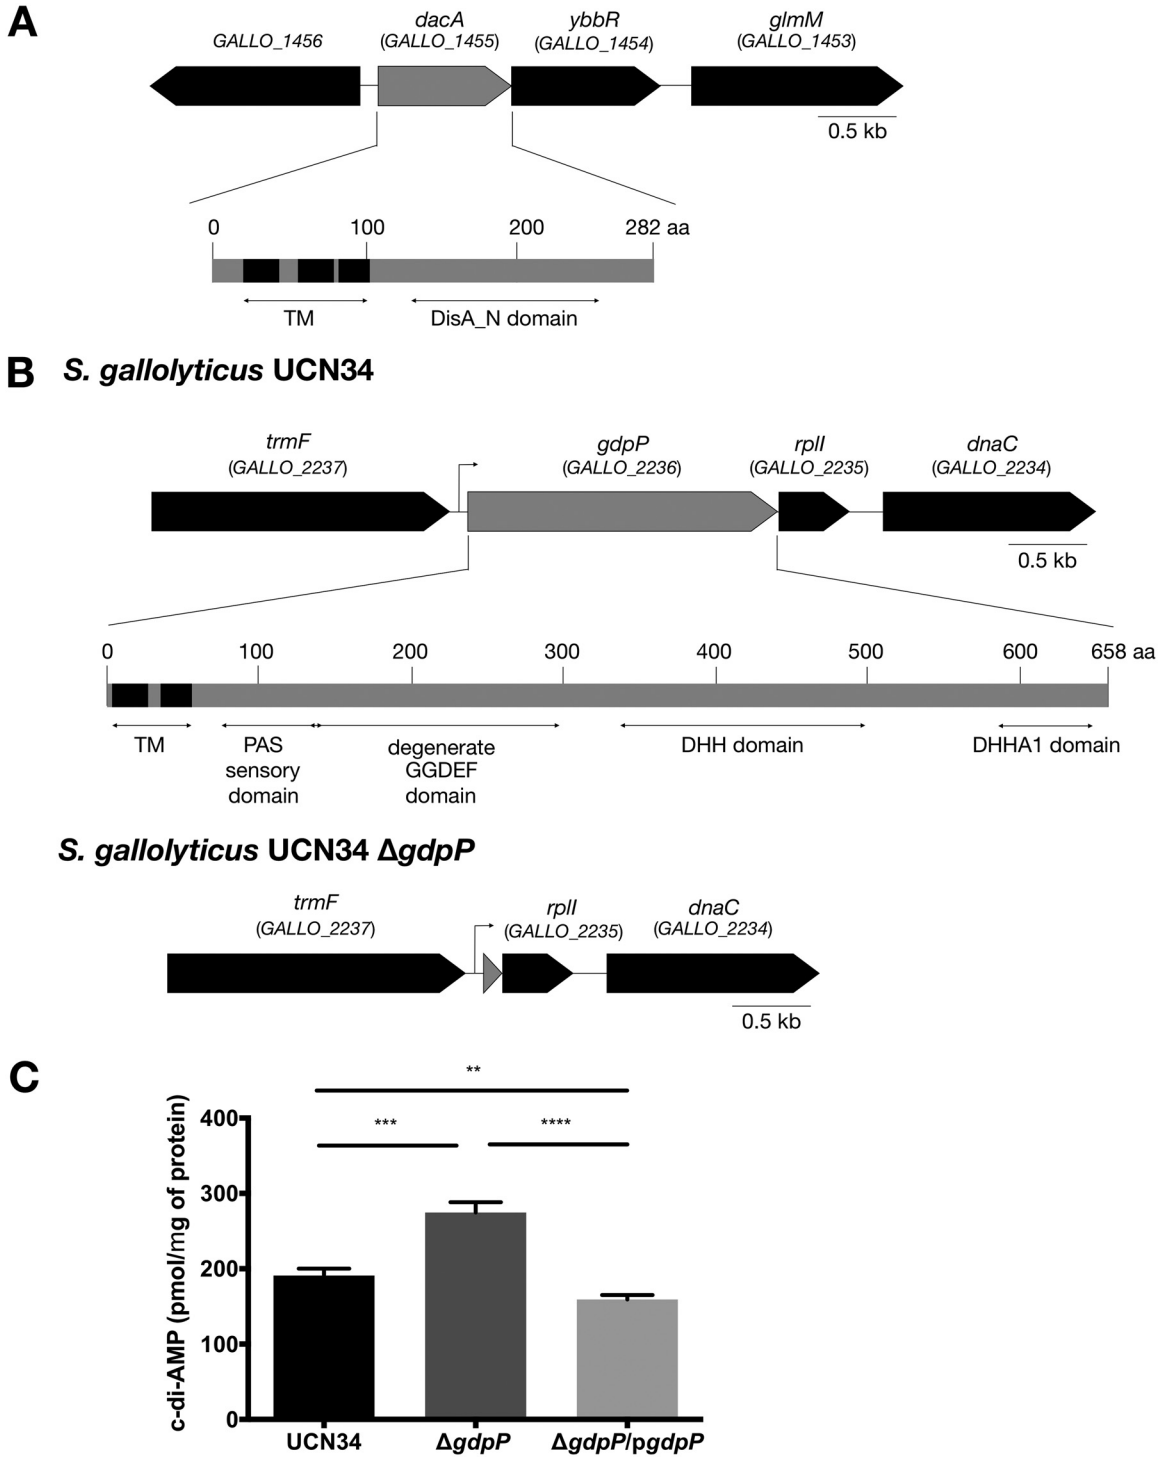 A
GALLO_1456
dacA
(GALLO_1455)
ybbR
(GALLO_1454)
glmM
(GALLO_1453)
0.5 kb
0 100 200 282 aa
TM
DisA_N domain
B S. gallolyticus UCN34
trmF
(GALLO_2237)
gdpP
(GALLO_2236)
rplI
(GALLO_2235)
dnaC
(GALLO_2234)
0.5 kb
0 100 200 300 400 500 600 658 aa
TM
PAS
sensory
domain
degenerate
GGDEF
domain
DHH domain
DHHA1 domain
S. gallolyticus UCN34 ΔgdpP
trmF
(GALLO_2237)
rplI
(GALLO_2235)
dnaC
(GALLO_2234)
0.5 kb
C
**
***
****
c-di-AMP (pmol/mg of protein)
400
300
200
100
0
UCN34
ΔgdpP
ΔgdpP/pgdpP